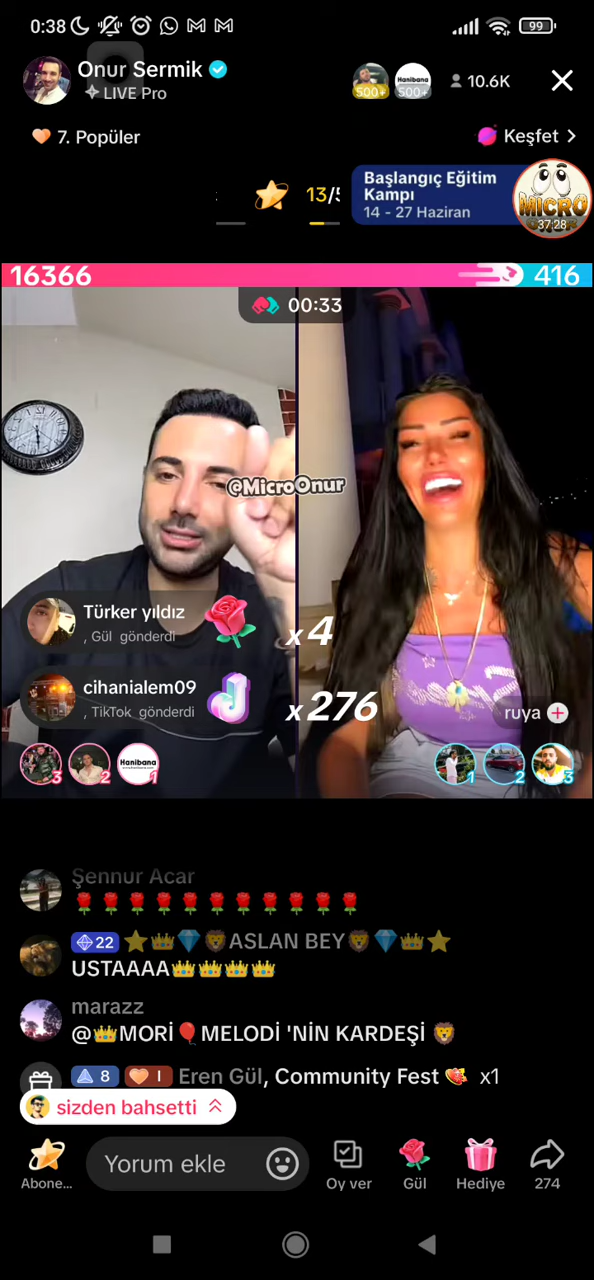 0:38
99
Onur Sermik
LIVE Pro
500+
Hanibana
500+
10.6K
7. Popüler
Keşfet
13/5
Başlangıç Eğitim
Kampı
14 - 27 Haziran
MICRO
37:28
16366
416
00:33
@MicroOnur
Türker yıldız
, Gül gönderdi
x4
cihanialem09
, TikTok gönderdi
x276
ruya
3
2
Hanibana
1
1
2
3
Şennur Acar
🌹🌹🌹🌹🌹🌹🌹🌹🌹🌹🌹
22 ⭐👑💎🦁ASLAN BEY🦁💎👑⭐
USTAAAA👑👑👑👑
marazz
@👑MORİ🎈MELODİ 'NİN KARDEŞİ 🦁
8 I Eren Gül, Community Fest x1
sizden bahsetti
Abone...
Yorum ekle
Oy ver
Gül
Hediye
274